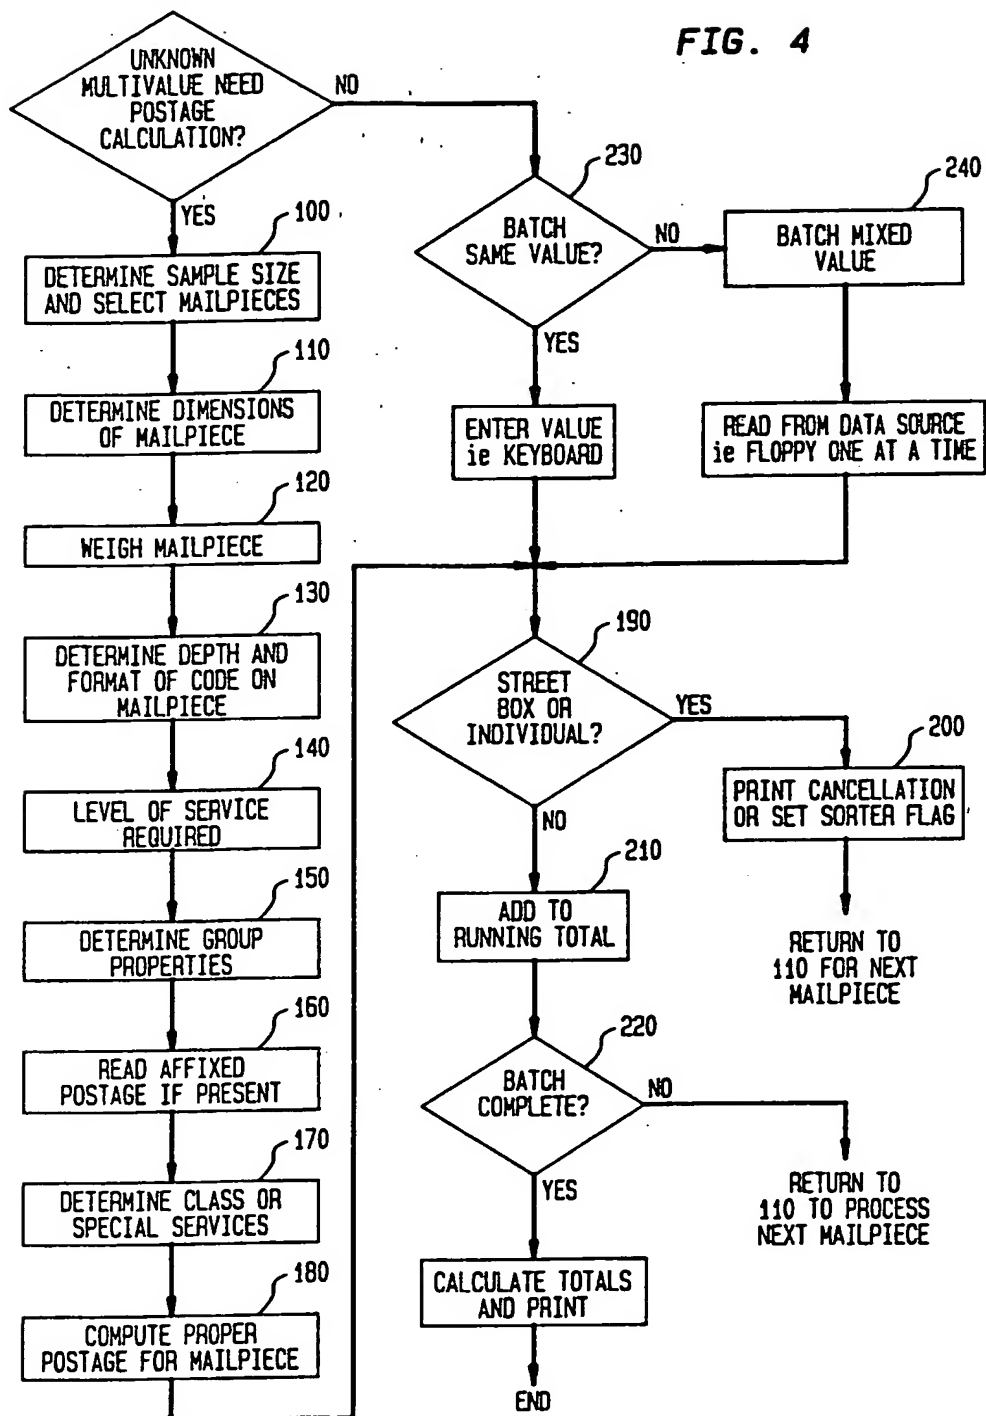 FIG. 4
UNKNOWN
MULTIVALUE NEED
POSTAGE
CALCULATION?
NO
YES
100
DETERMINE SAMPLE SIZE
AND SELECT MAILPIECES
110
DETERMINE DIMENSIONS
OF MAILPIECE
120
WEIGH MAILPIECE
130
DETERMINE DEPTH AND
FORMAT OF CODE ON
MAILPIECE
140
LEVEL OF SERVICE
REQUIRED
150
DETERMINE GROUP
PROPERTIES
160
READ AFFIXED
POSTAGE IF PRESENT
170
DETERMINE CLASS OR
SPECIAL SERVICES
180
COMPUTE PROPER
POSTAGE FOR MAILPIECE
230
BATCH
SAME VALUE?
NO
YES
240
BATCH MIXED
VALUE
ENTER VALUE
ie KEYBOARD
READ FROM DATA SOURCE
ie FLOPPY ONE AT A TIME
190
STREET
BOX OR
INDIVIDUAL?
YES
NO
200
PRINT CANCELLATION
OR SET SORTER FLAG
RETURN TO
110 FOR NEXT
MAILPIECE
210
ADD TO
RUNNING TOTAL
220
BATCH
COMPLETE?
NO
YES
RETURN TO
110 TO PROCESS
NEXT MAILPIECE
CALCULATE TOTALS
AND PRINT
END